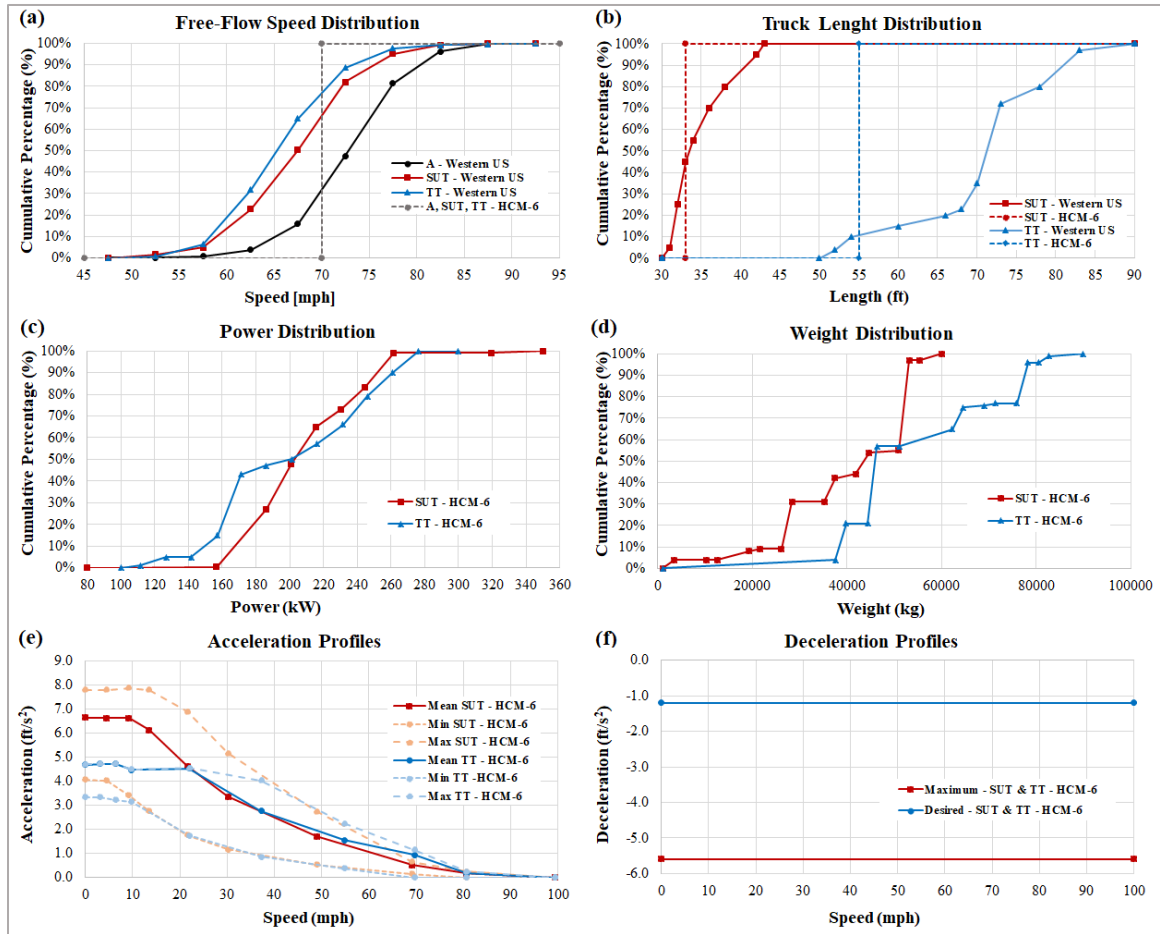 (a) Free-Flow Speed Distribution
Cumulative Percentage (%)
100%
90%
80%
70%
60%
50%
40%
30%
20%
10%
0%
A - Western US
SUT - Western US
TT - Western US
A, SUT, TT - HCM-6
45 50 55 60 65 70 75 80 85 90 95
Speed [mph]
(b) Truck Lenght Distribution
Cumulative Percentage (%)
100%
90%
80%
70%
60%
50%
40%
30%
20%
10%
0%
SUT - Western US
SUT - HCM-6
TT - Western US
TT - HCM-6
30 35 40 45 50 55 60 65 70 75 80 85 90
Length (ft)
(c) Power Distribution
Cumulative Percentage (%)
100%
90%
80%
70%
60%
50%
40%
30%
20%
10%
0%
SUT - HCM-6
TT - HCM-6
80 100 120 140 160 180 200 220 240 260 280 300 320 340 360
Power (kW)
(d) Weight Distribution
Cumulative Percentage (%)
100%
90%
80%
70%
60%
50%
40%
30%
20%
10%
0%
SUT - HCM-6
TT - HCM-6
0 20000 40000 60000 80000 100000
Weight (kg)
(e) Acceleration Profiles
Acceleration (ft/s²)
9.0
8.0
7.0
6.0
5.0
4.0
3.0
2.0
1.0
0.0
Mean SUT - HCM-6
Min SUT - HCM-6
Max SUT - HCM-6
Mean TT - HCM-6
Min TT -HCM-6
Max TT - HCM-6
0 10 20 30 40 50 60 70 80 90 100
Speed (mph)
(f) Deceleration Profiles
Deceleration (ft/s²)
0.0
-1.0
-2.0
-3.0
-4.0
-5.0
-6.0
Maximum - SUT & TT - HCM-6
Desired - SUT & TT - HCM-6
0 10 20 30 40 50 60 70 80 90 100
Speed (mph)